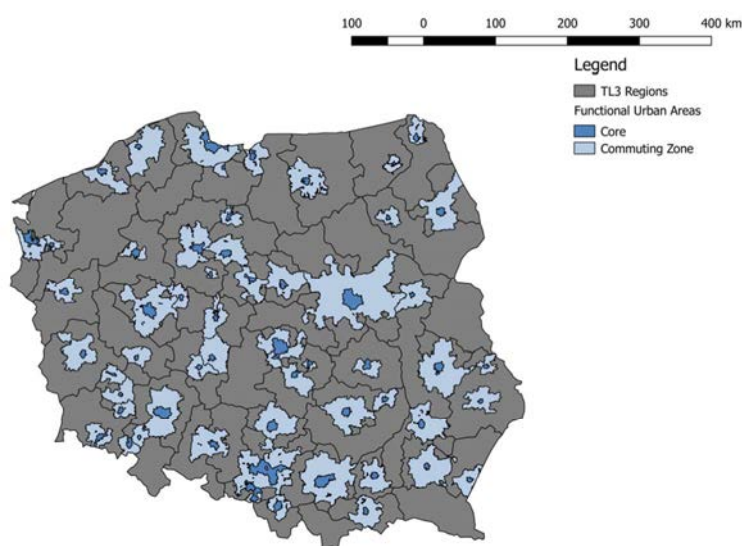 100 0 100 200 300 400 km
Legend
TL3 Regions
Functional Urban Areas
Core
Commuting Zone